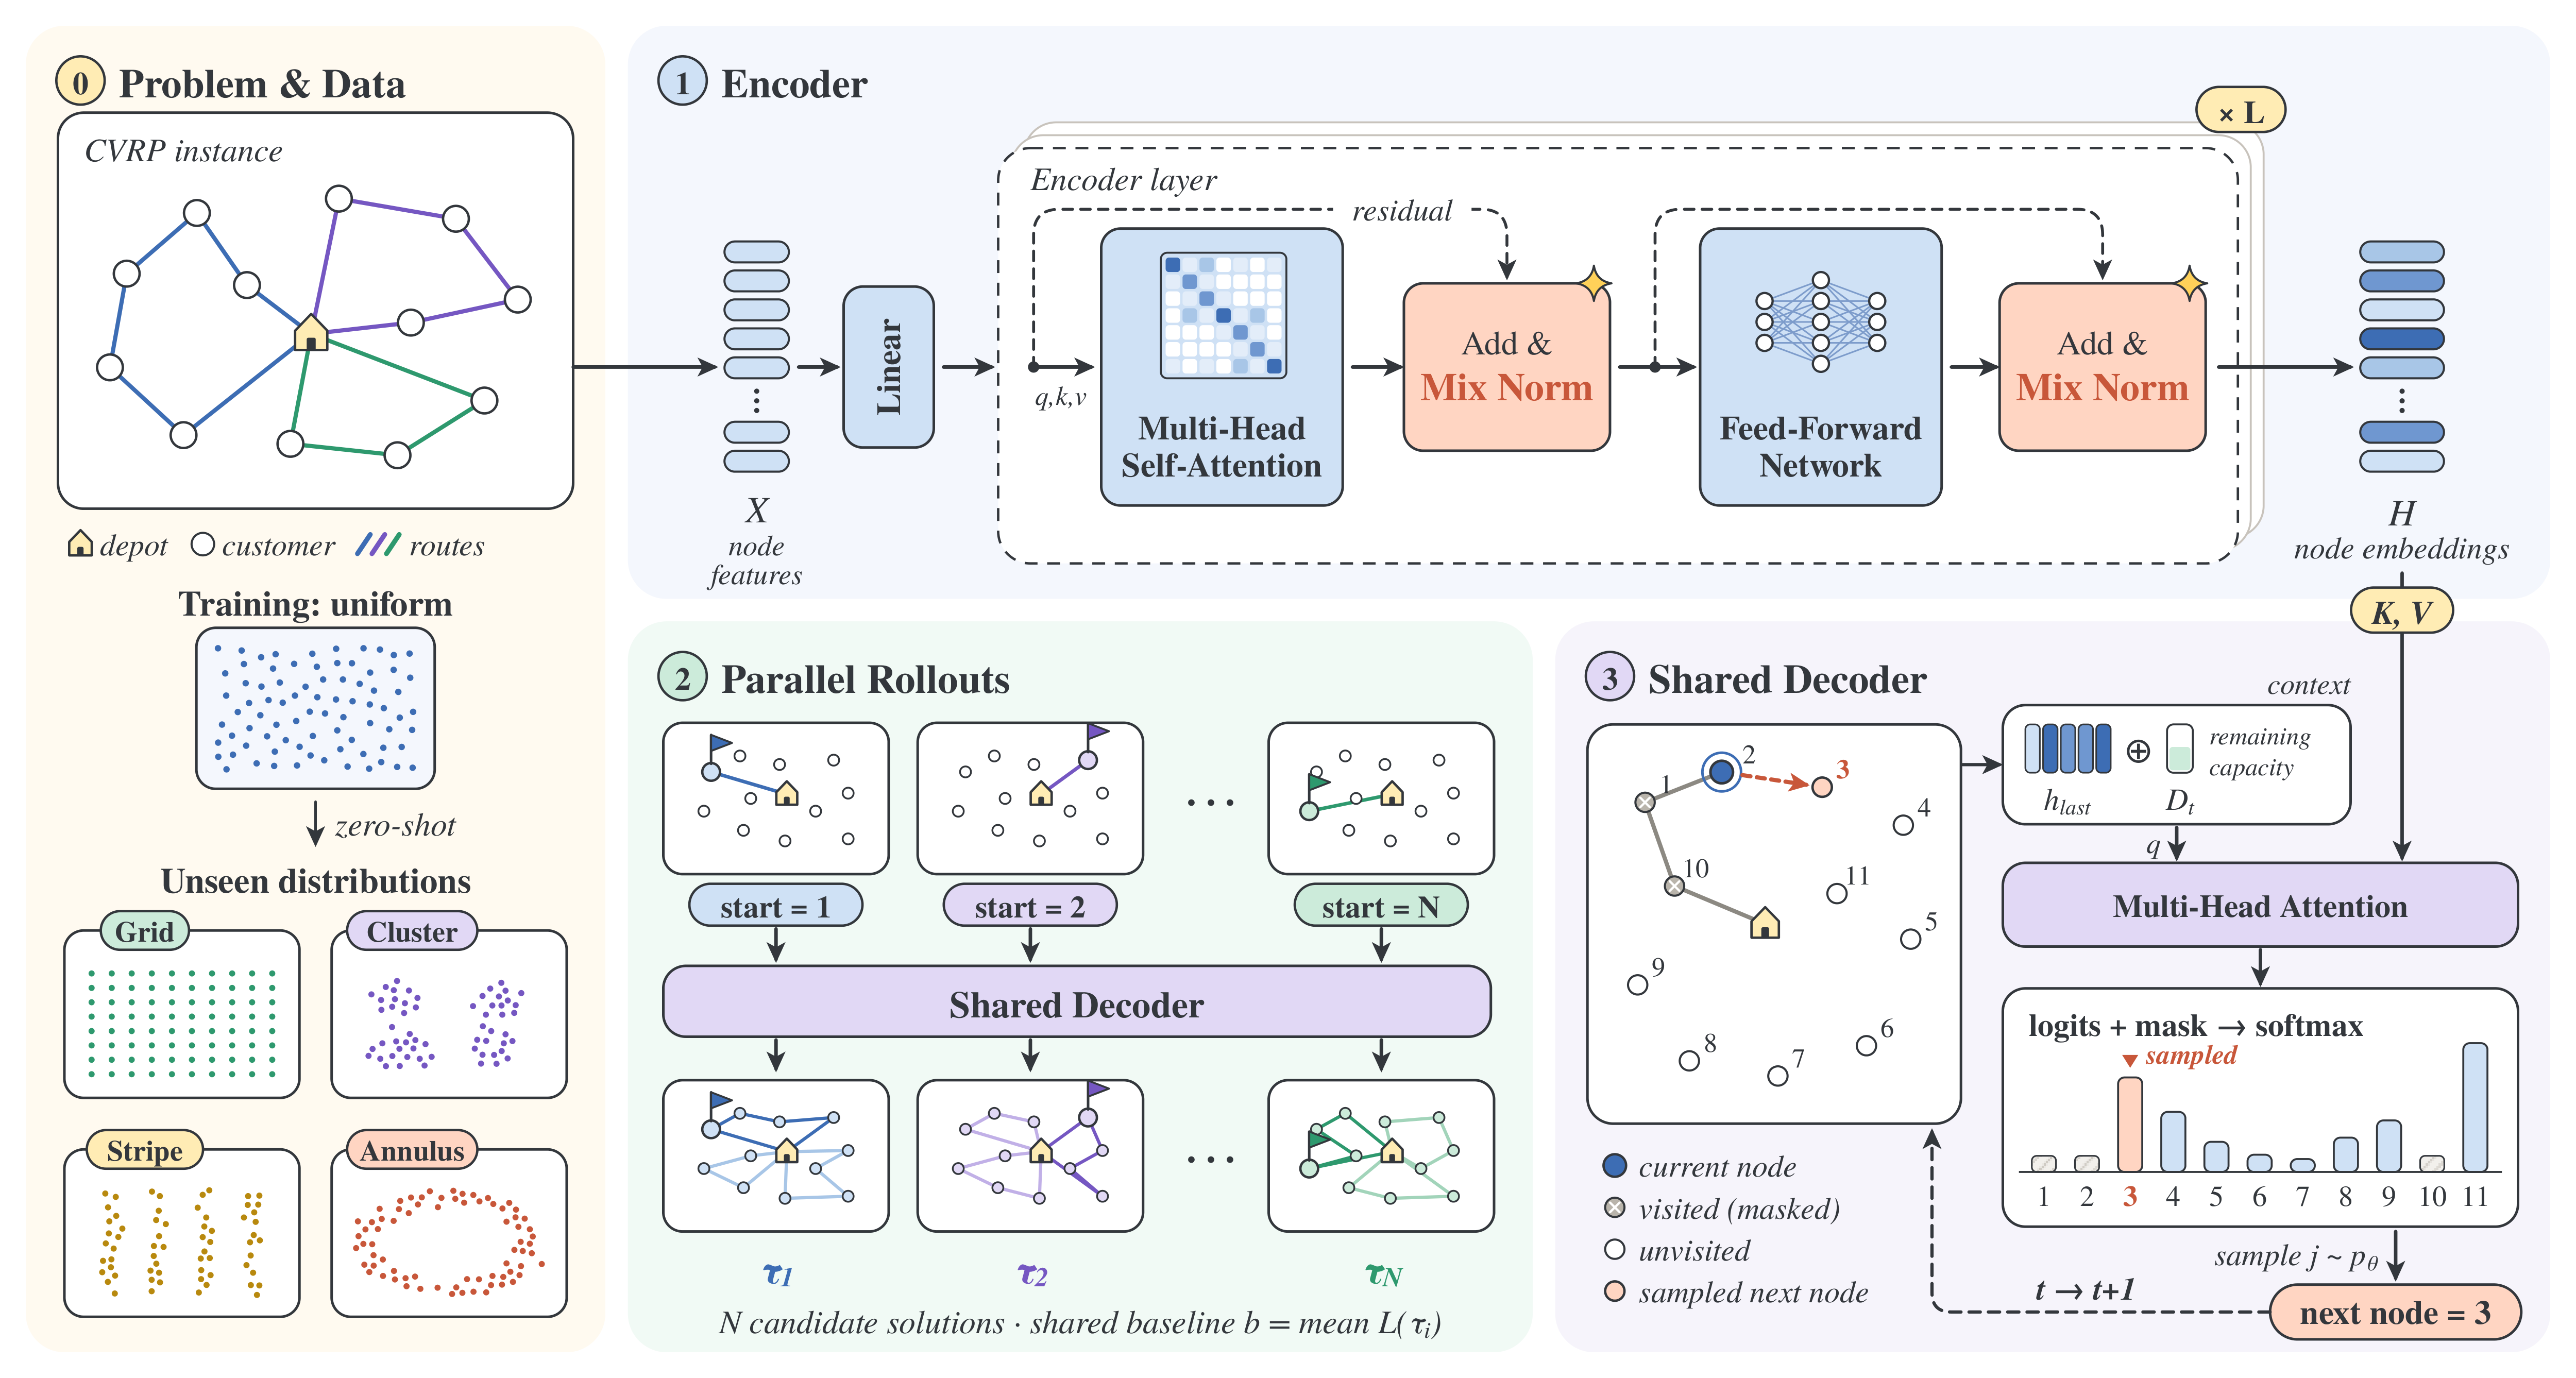 0 Problem & Data
CVRP instance
depot customer routes
Training: uniform
zero-shot
Unseen distributions
Grid
Cluster
Stripe
Annulus
1 Encoder
× L
Encoder layer
residual
X
node
features
Linear
q,k,v
Multi-Head
Self-Attention
Add &
Mix Norm
Feed-Forward
Network
Add &
Mix Norm
H
node embeddings
K, V
2 Parallel Rollouts
start = 1
start = 2
...
start = N
Shared Decoder
...
τ1
τ2
τN
N candidate solutions · shared baseline b = mean L(τi)
3 Shared Decoder
1
2
3
4
10
11
5
9
8
7
6
current node
visited (masked)
unvisited
sampled next node
context
hlast
⊕
Dt
remaining
capacity
q
Multi-Head Attention
logits + mask → softmax
sampled
1 2 3 4 5 6 7 8 9 10 11
sample j ~ pθ
t → t+1
next node = 3